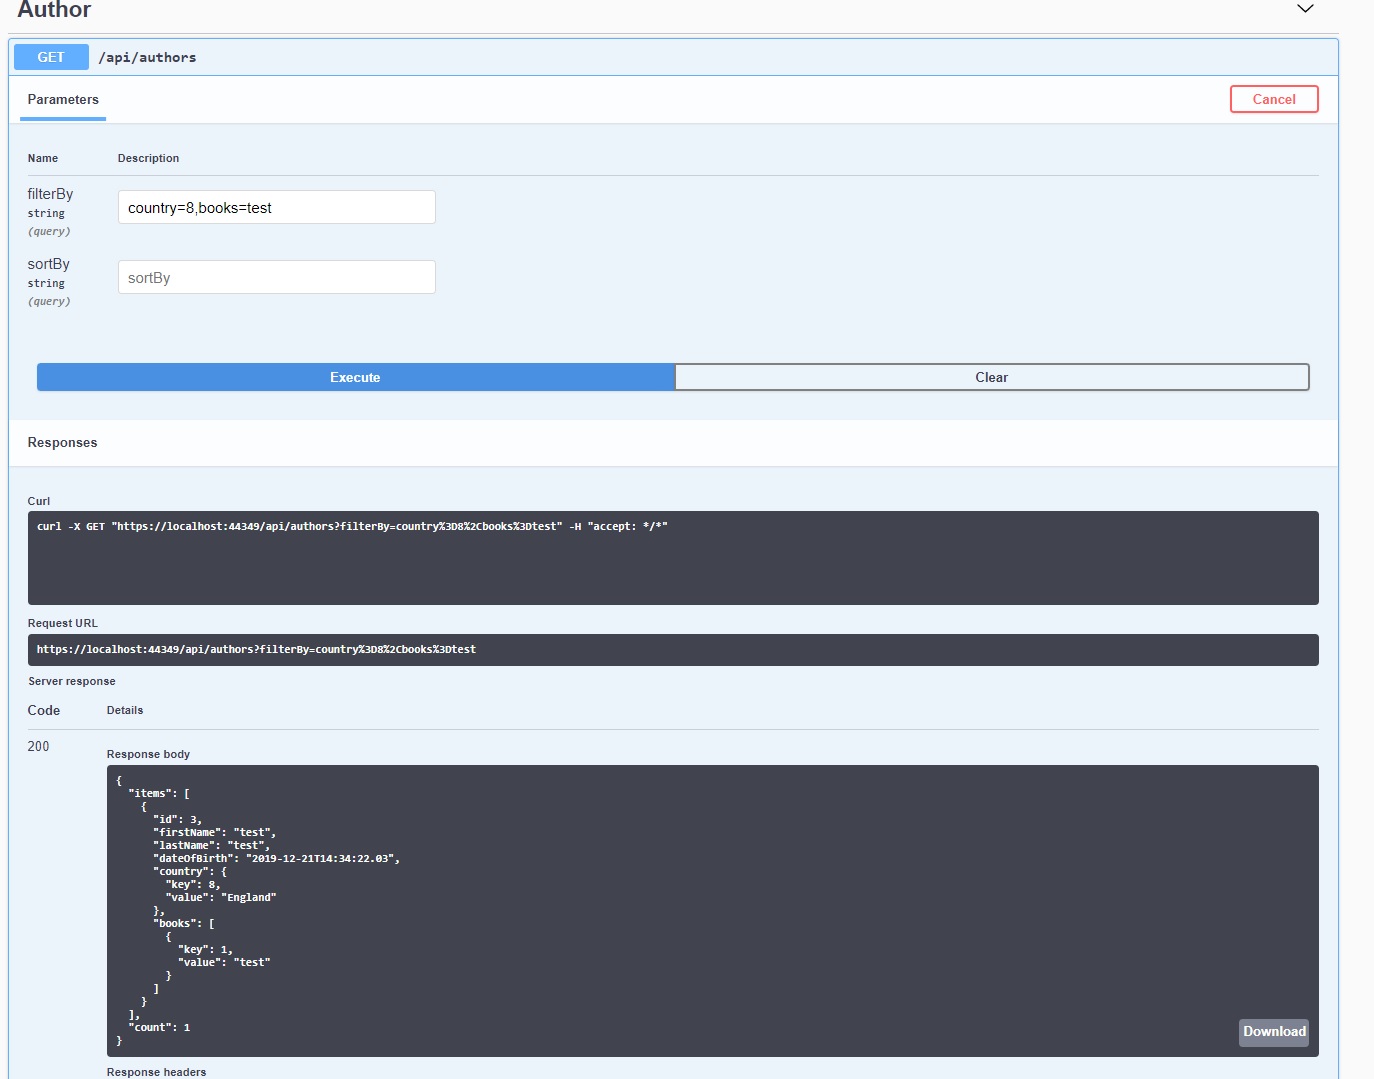 Author
GET /api/authors
Parameters Cancel
Name Description
filterBy
string
(query)
country=8,books=test
sortBy
string
(query)
sortBy
Execute Clear
Responses
Curl
curl -X GET "https://localhost:44349/api/authors?filterBy=country%3D8%2Cbooks%3Dtest" -H "accept: */*"
Request URL
https://localhost:44349/api/authors?filterBy=country%3D8%2Cbooks%3Dtest
Server response
Code Details
200
Response body
{
  "items": [
    {
      "id": 3,
      "firstName": "test",
      "lastName": "test",
      "dateOfBirth": "2019-12-21T14:34:22.03",
      "country": {
        "key": 8,
        "value": "England"
      },
      "books": [
        {
          "key": 1,
          "value": "test"
        }
      ]
    }
  ],
  "count": 1
}
Download
Response headers